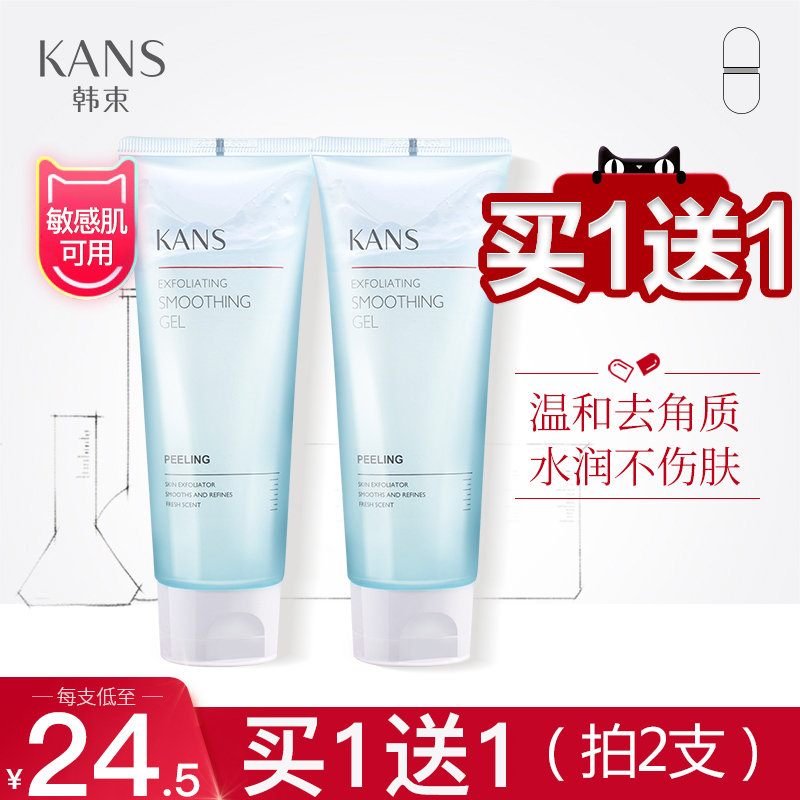 KANS
韩束
敏感肌
可用
买1送1
KANS
EXFOLIATING
SMOOTHING
GEL
PEELING
SKIN EXFOLIATOR
SMOOTHS AND REFINES
FRESH SCENT
KANS
EXFOLIATING
SMOOTHING
GEL
PEELING
SKIN EXFOLIATOR
SMOOTHS AND REFINES
FRESH SCENT
温和去角质
水润不伤肤
每支低至
¥24.5
买1送1（拍2支）